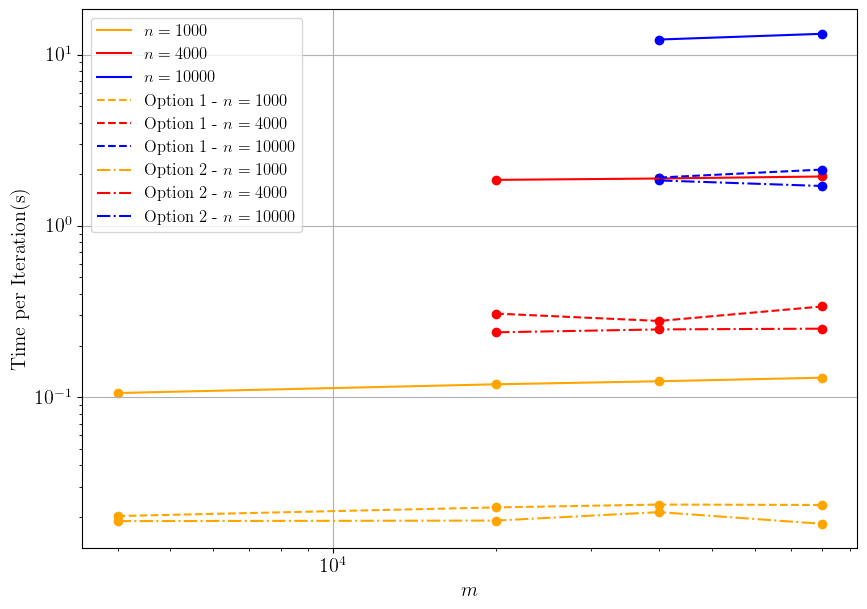 $n = 1000$
$n = 4000$
$n = 10000$
Option 1 - $n = 1000$
Option 1 - $n = 4000$
Option 1 - $n = 10000$
Option 2 - $n = 1000$
Option 2 - $n = 4000$
Option 2 - $n = 10000$
$10^1$
$10^0$
$10^{-1}$
Time per Iteration(s)
$10^4$
$m$